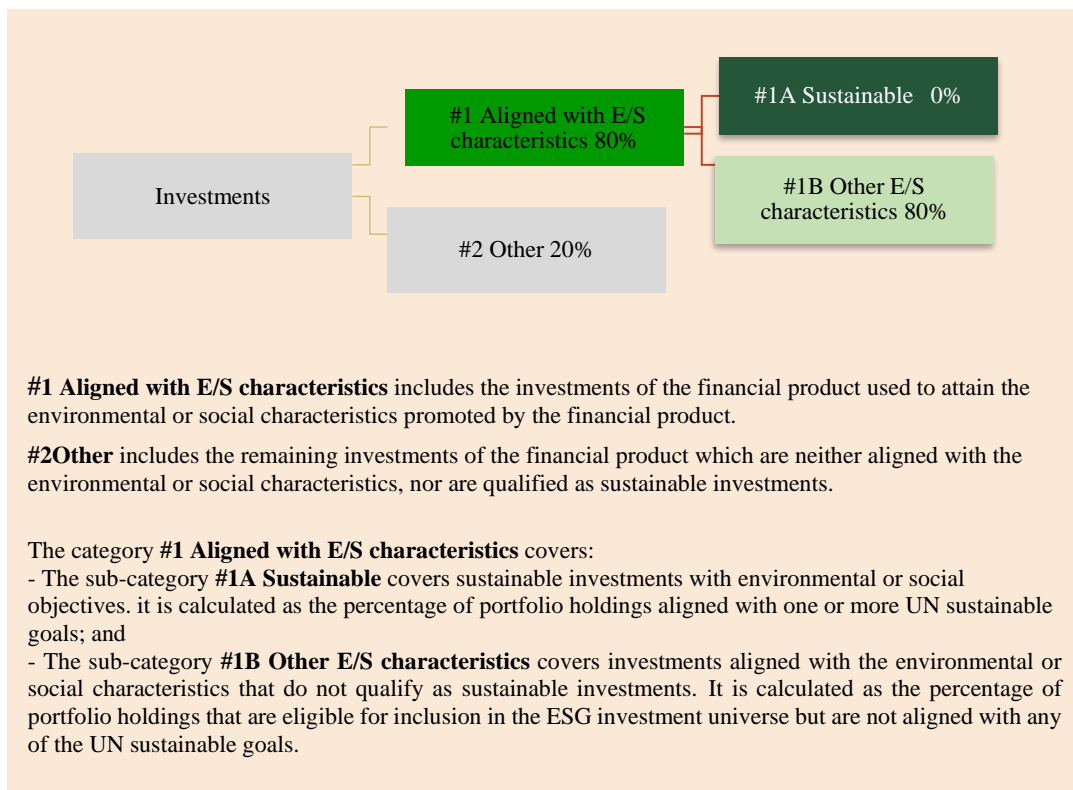 #1A Sustainable 0%
#1 Aligned with E/S
characteristics 80%
#1B Other E/S
characteristics 80%
Investments
#2 Other 20%
#1 Aligned with E/S characteristics includes the investments of the financial product used to attain the
environmental or social characteristics promoted by the financial product.
#2Other includes the remaining investments of the financial product which are neither aligned with the
environmental or social characteristics, nor are qualified as sustainable investments.
The category #1 Aligned with E/S characteristics covers:
- The sub-category #1A Sustainable covers sustainable investments with environmental or social
objectives. it is calculated as the percentage of portfolio holdings aligned with one or more UN sustainable
goals; and
- The sub-category #1B Other E/S characteristics covers investments aligned with the environmental or
social characteristics that do not qualify as sustainable investments. It is calculated as the percentage of
portfolio holdings that are eligible for inclusion in the ESG investment universe but are not aligned with any
of the UN sustainable goals.